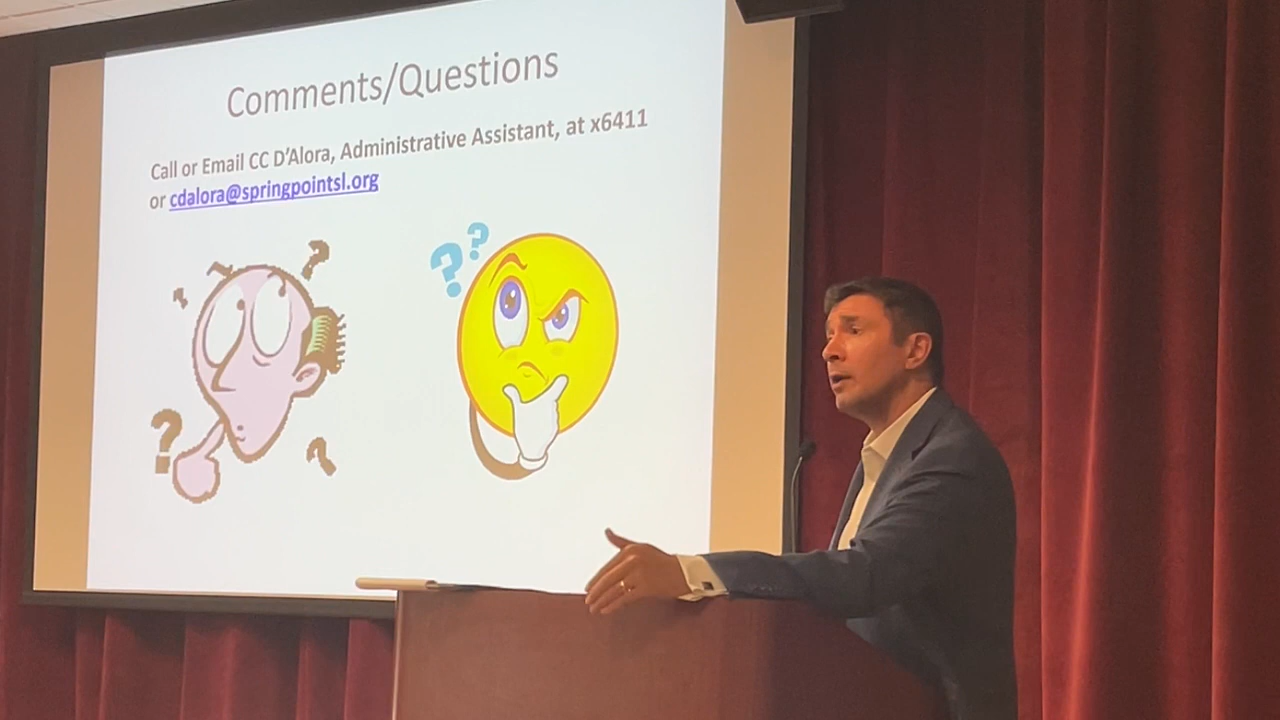 Comments/Questions
Call or Email CC D'Alora, Administrative Assistant, at x6411
or cdalora@springpointsl.org
? ?
?
? ?